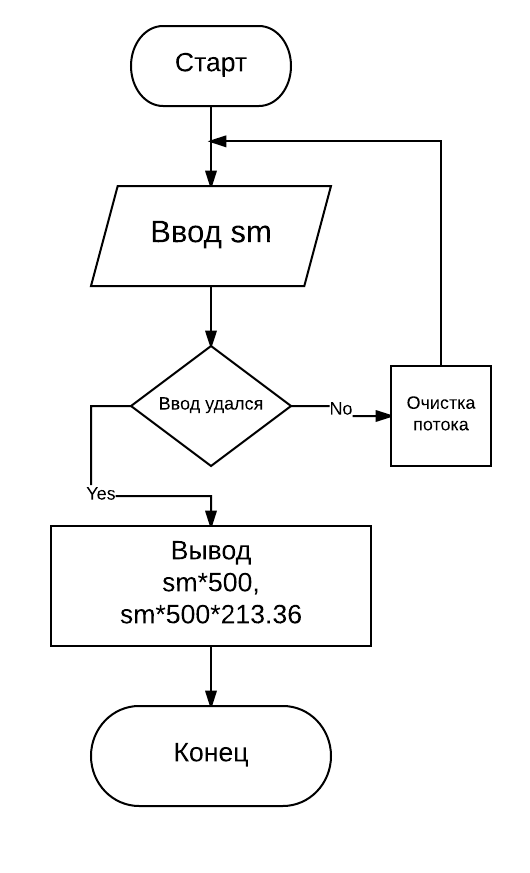 Старт
Ввод sm
Ввод удался
No
Очистка
потока
Yes
Вывод
sm*500,
sm*500*213.36
Конец